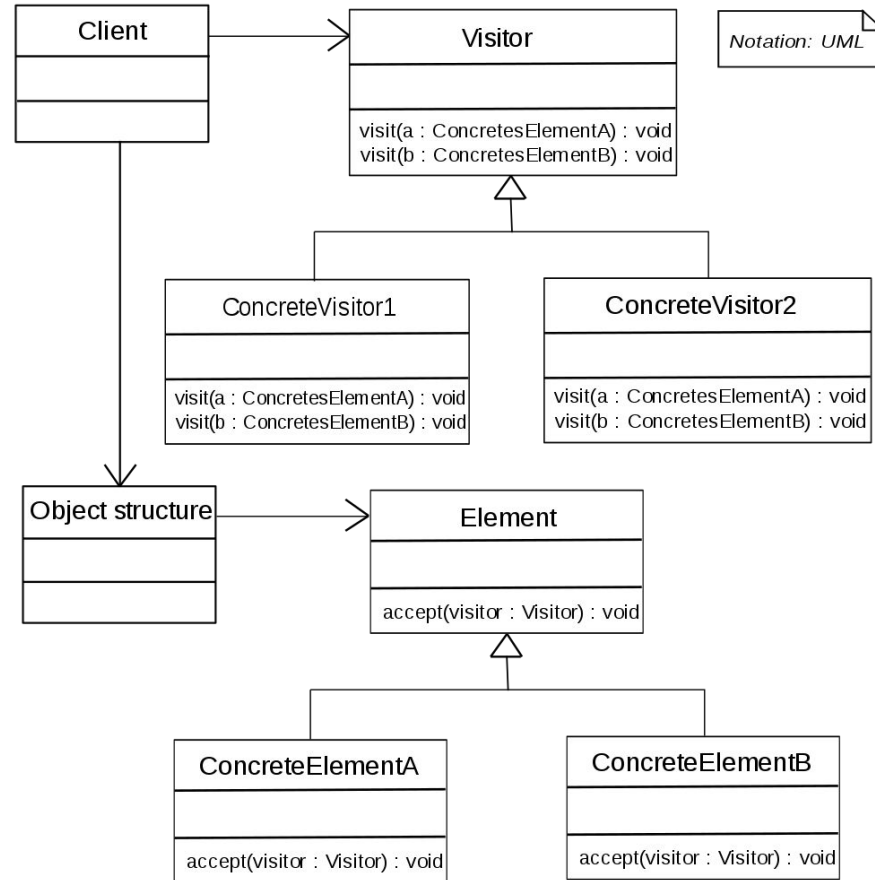 Client
Visitor
Notation: UML
visit(a : ConcretesElementA) : void
visit(b : ConcretesElementB) : void
ConcreteVisitor1
visit(a : ConcretesElementA) : void
visit(b : ConcretesElementB) : void
ConcreteVisitor2
visit(a : ConcretesElementA) : void
visit(b : ConcretesElementB) : void
Object structure
Element
accept(visitor : Visitor) : void
ConcreteElementA
accept(visitor : Visitor) : void
ConcreteElementB
accept(visitor : Visitor) : void